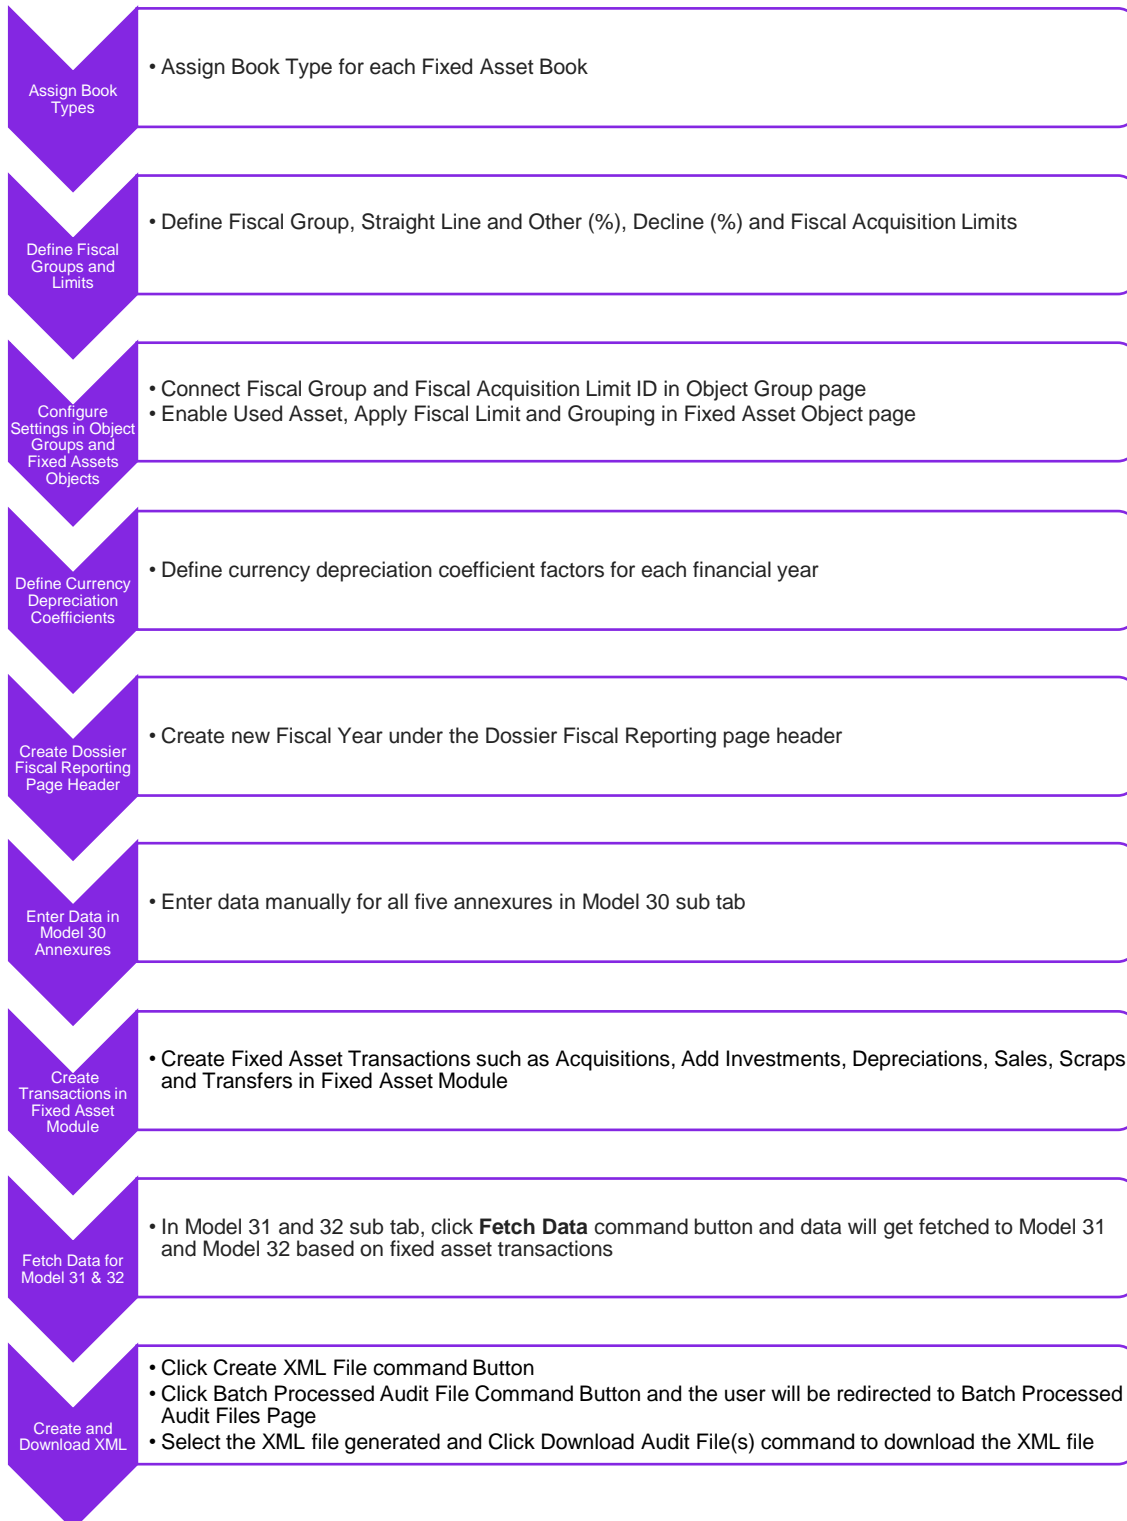 Assign Book
Types
• Assign Book Type for each Fixed Asset Book
Define Fiscal
Groups and
Limits
• Define Fiscal Group, Straight Line and Other (%), Decline (%) and Fiscal Acquisition Limits
Configure
Settings in Object
Groups and
Fixed Assets
Objects
• Connect Fiscal Group and Fiscal Acquisition Limit ID in Object Group page
• Enable Used Asset, Apply Fiscal Limit and Grouping in Fixed Asset Object page
Define Currency
Depreciation
Coefficients
• Define currency depreciation coefficient factors for each financial year
Create Dossier
Fiscal Reporting
Page Header
• Create new Fiscal Year under the Dossier Fiscal Reporting page header
Enter Data in
Model 30
Annexures
• Enter data manually for all five annexures in Model 30 sub tab
Create
Transactions in
Fixed Asset
Module
• Create Fixed Asset Transactions such as Acquisitions, Add Investments, Depreciations, Sales, Scraps
and Transfers in Fixed Asset Module
Fetch Data for
Model 31 & 32
• In Model 31 and 32 sub tab, click Fetch Data command button and data will get fetched to Model 31
and Model 32 based on fixed asset transactions
Create and
Download XML
• Click Create XML File command Button
• Click Batch Processed Audit File Command Button and the user will be redirected to Batch Processed
Audit Files Page
• Select the XML file generated and Click Download Audit File(s) command to download the XML file